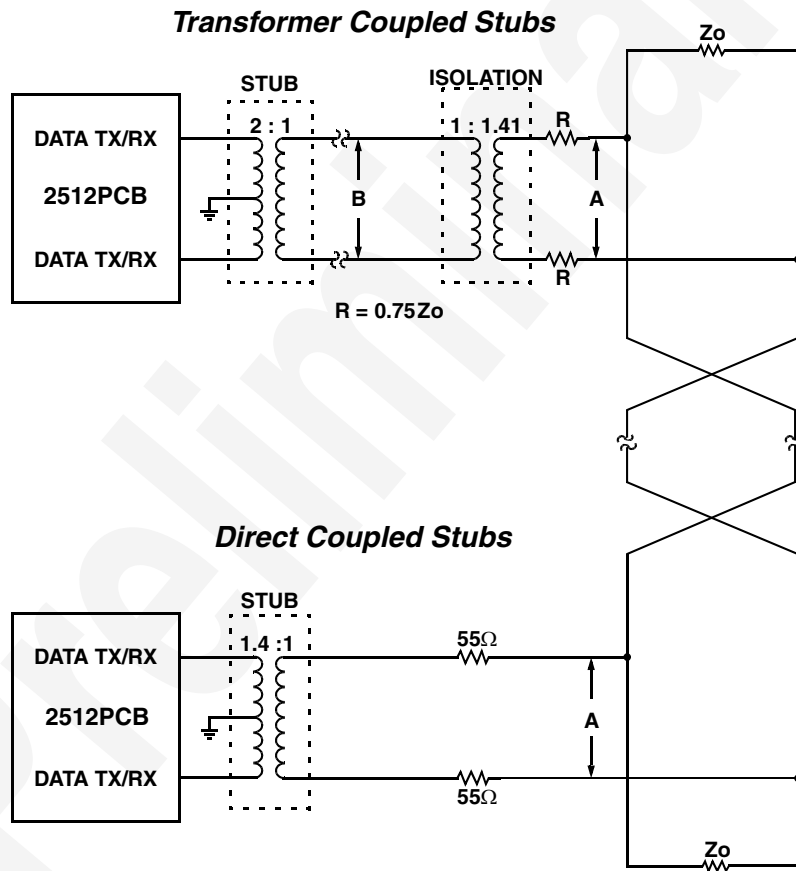 Transformer Coupled Stubs
Zo
STUB
ISOLATION
2 : 1
1 : 1.41
R
DATA TX/RX
2512PCB
B
A
DATA TX/RX
R
R = 0.75Zo
Direct Coupled Stubs
STUB
1.4 :1
55Ω
DATA TX/RX
2512PCB
A
DATA TX/RX
55Ω
Zo
Preliminar